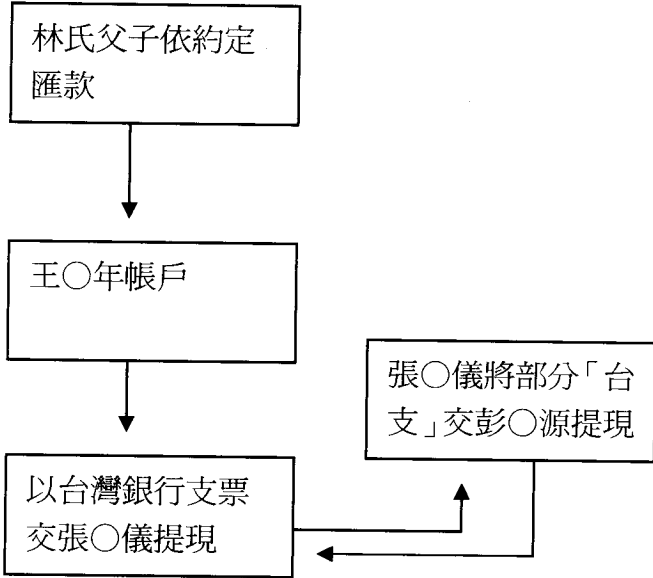 林氏父子依約定
匯款
王○年帳戶
張○儀將部分「台
支」交彭○源提現
以台灣銀行支票
交張○儀提現